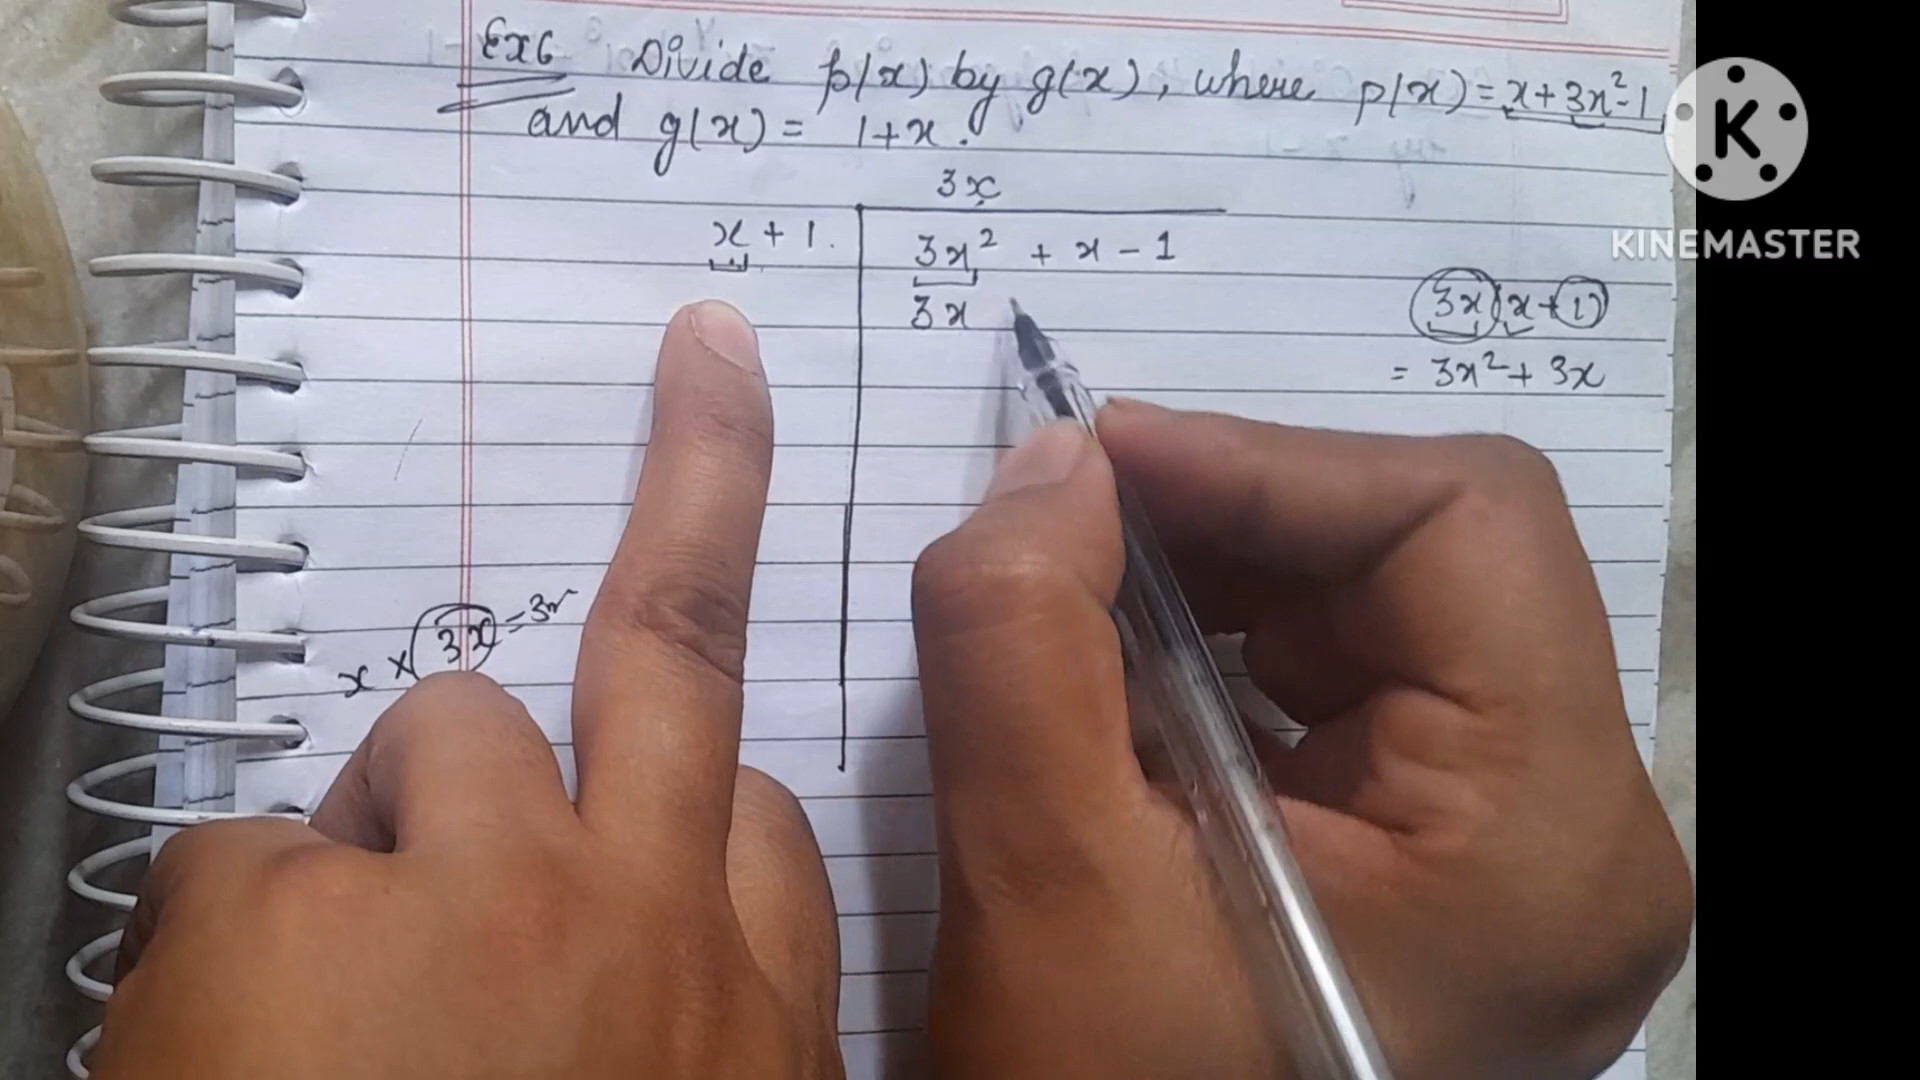 Ex6 Divide p(x) by g(x), where p(x) = x + 3x² - 1
and g(x) = 1 + x.
3x
x + 1. 3x² + x - 1
3x
3x(x + 1)
= 3x² + 3x
x × 3x = 3x
K
KINEMASTER